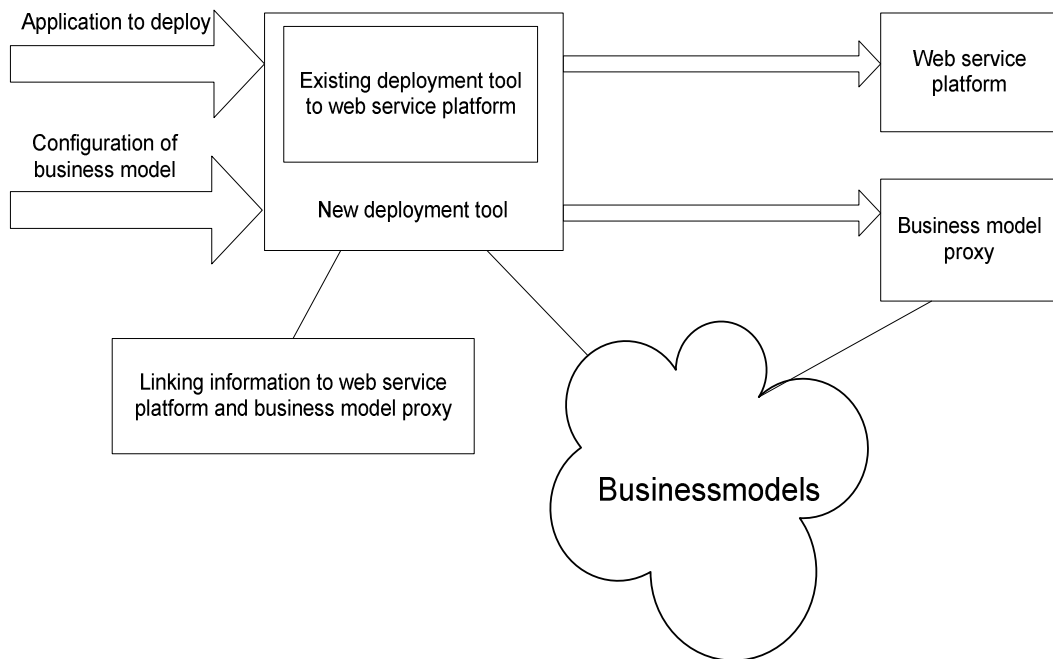 Application to deploy
Existing deployment tool
to web service platform
Web service
platform
Configuration of
business model
New deployment tool
Business model
proxy
Linking information to web service
platform and business model proxy
Businessmodels